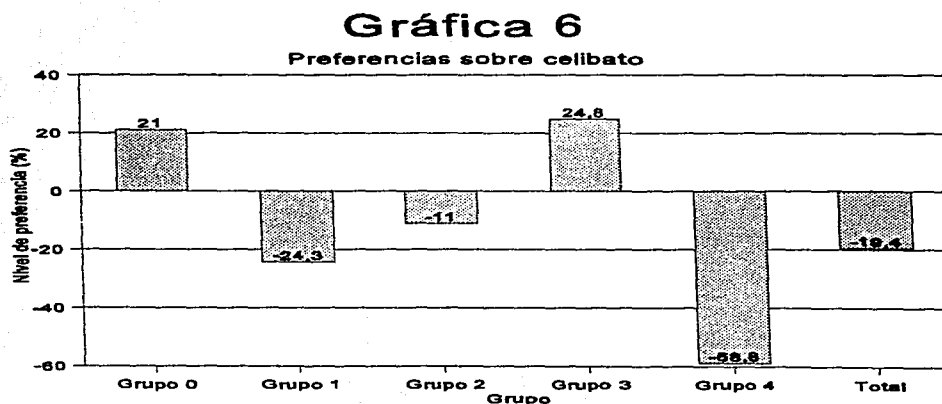 Gráfica 6
Preferencias sobre celibato
Nivel de preferencia (%)
40
20
0
-20
-40
-60
21
-24,3
-11
24,8
-58,8
-19,4
Grupo 0 Grupo 1 Grupo 2 Grupo 3 Grupo 4 Total
Grupo